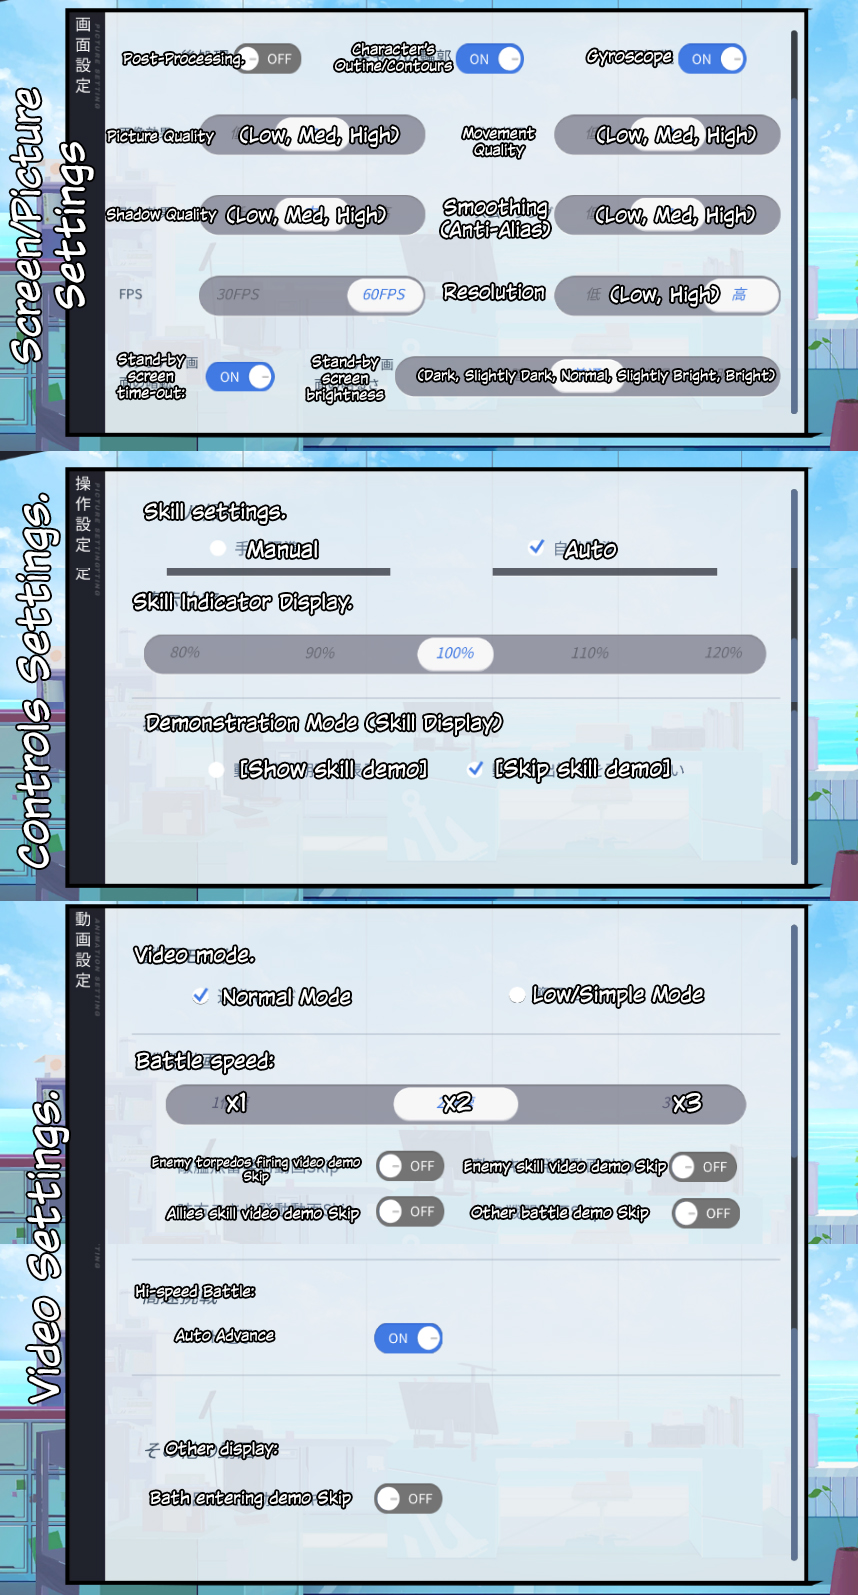 画面設定
PICTURE SETTING
Screen/Picture Settings
Post-Processing.
OFF
Character's
Outine/Contours
ON
Gyroscope
ON
Picture Quality
(Low, Med, High)
Movement
Quality
(Low, Med, High)
Shadow Quality
(Low, Med, High)
Smoothing
(Anti-Alias)
(Low, Med, High)
FPS
30FPS
60FPS
Resolution
低
(Low, High)
高
Stand-by
screen
time-out:
ON
Stand-by
screen
brightness
(Dark, Slightly Dark, Normal, Slightly Bright, Bright)
操作設定
Controls Settings.
Skill settings.
Manual
Auto
Skill Indicator Display.
80%
90%
100%
110%
120%
Demonstration Mode (Skill Display)
[Show skill demo]
[Skip skill demo]
動画設定
ANIMATION SETTING
Video Settings.
Video mode.
Normal Mode
Low/Simple Mode
Battle speed:
x1
x2
x3
Enemy torpedos firing video demo
Skip
OFF
Enemy skill video demo Skip
OFF
Allies skill video demo Skip
OFF
Other battle demo Skip
OFF
Hi-speed Battle:
Auto Advance
ON
Other display:
Bath entering demo Skip
OFF